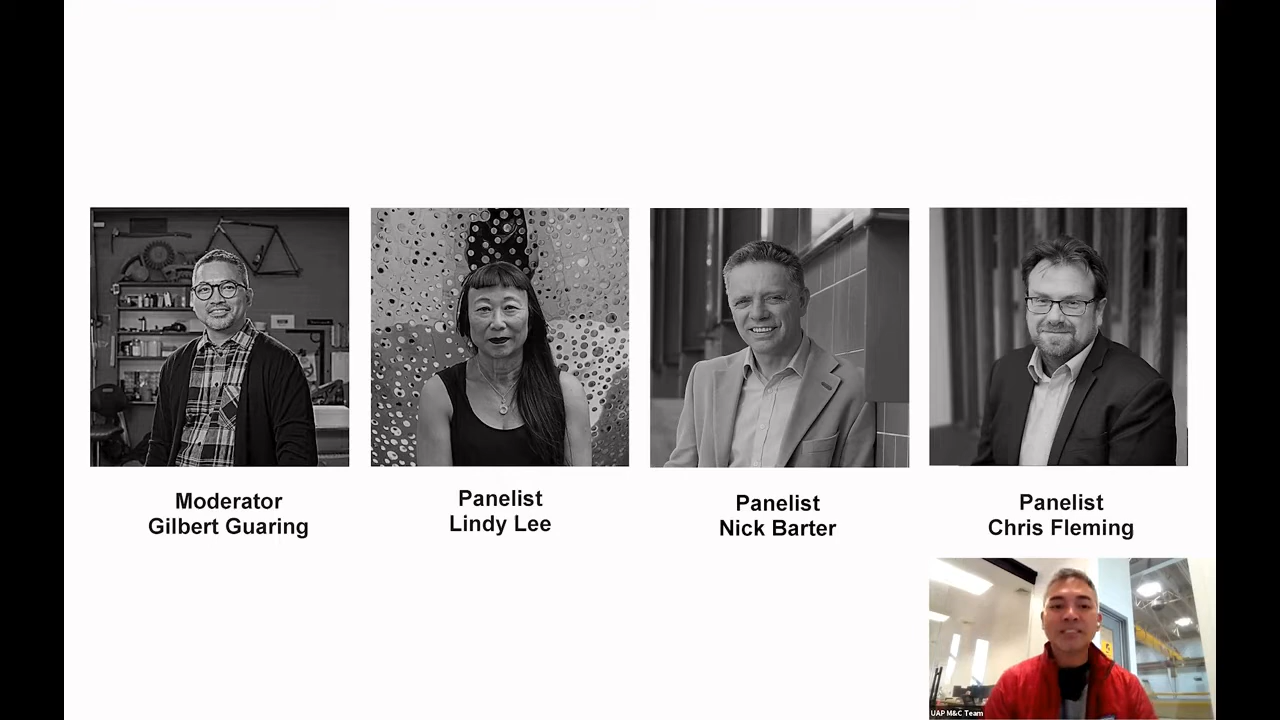 Moderator
Gilbert Guaring
Panelist
Lindy Lee
Panelist
Nick Barter
Panelist
Chris Fleming
UAP M&C Team